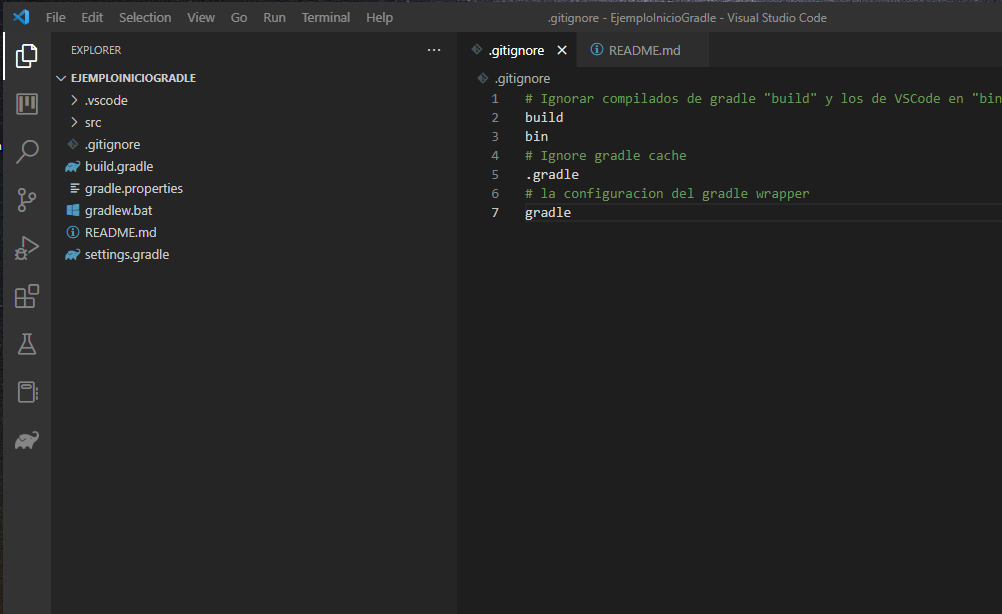 File Edit Selection View Go Run Terminal Help .gitignore - EjemploInicioGradle - Visual Studio Code
EXPLORER ...
EJEMPLOINICIOGRADLE
.vscode
src
.gitignore
build.gradle
gradle.properties
gradlew.bat
README.md
settings.gradle
.gitignore README.md
.gitignore
1 # Ignorar compilados de gradle "build" y los de VSCode en "bin
2 build
3 bin
4 # Ignore gradle cache
5 .gradle
6 # la configuracion del gradle wrapper
7 gradle